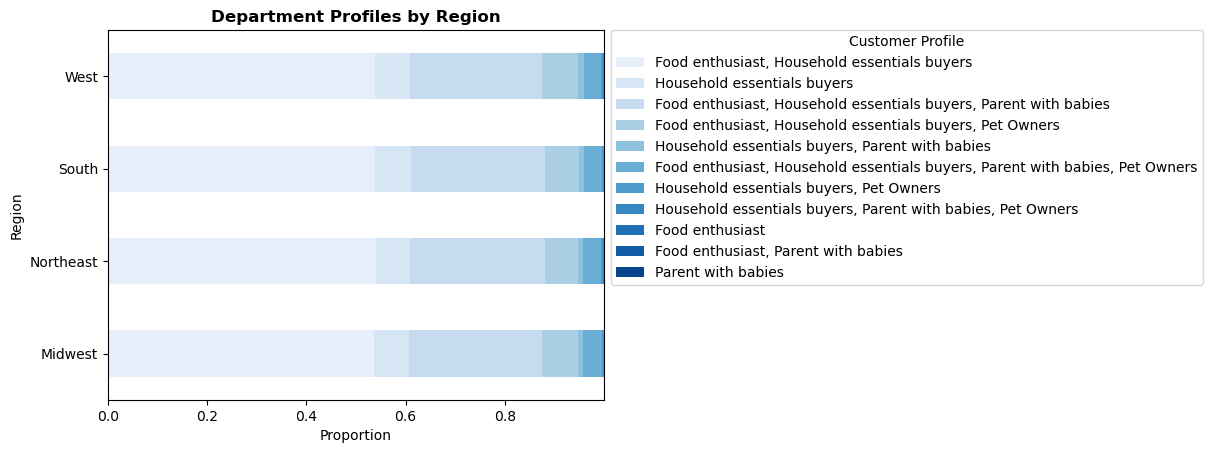 Department Profiles by Region
Region
West
South
Northeast
Midwest
0.0 0.2 0.4 0.6 0.8
Proportion
Customer Profile
Food enthusiast, Household essentials buyers
Household essentials buyers
Food enthusiast, Household essentials buyers, Parent with babies
Food enthusiast, Household essentials buyers, Pet Owners
Household essentials buyers, Parent with babies
Food enthusiast, Household essentials buyers, Parent with babies, Pet Owners
Household essentials buyers, Pet Owners
Household essentials buyers, Parent with babies, Pet Owners
Food enthusiast
Food enthusiast, Parent with babies
Parent with babies